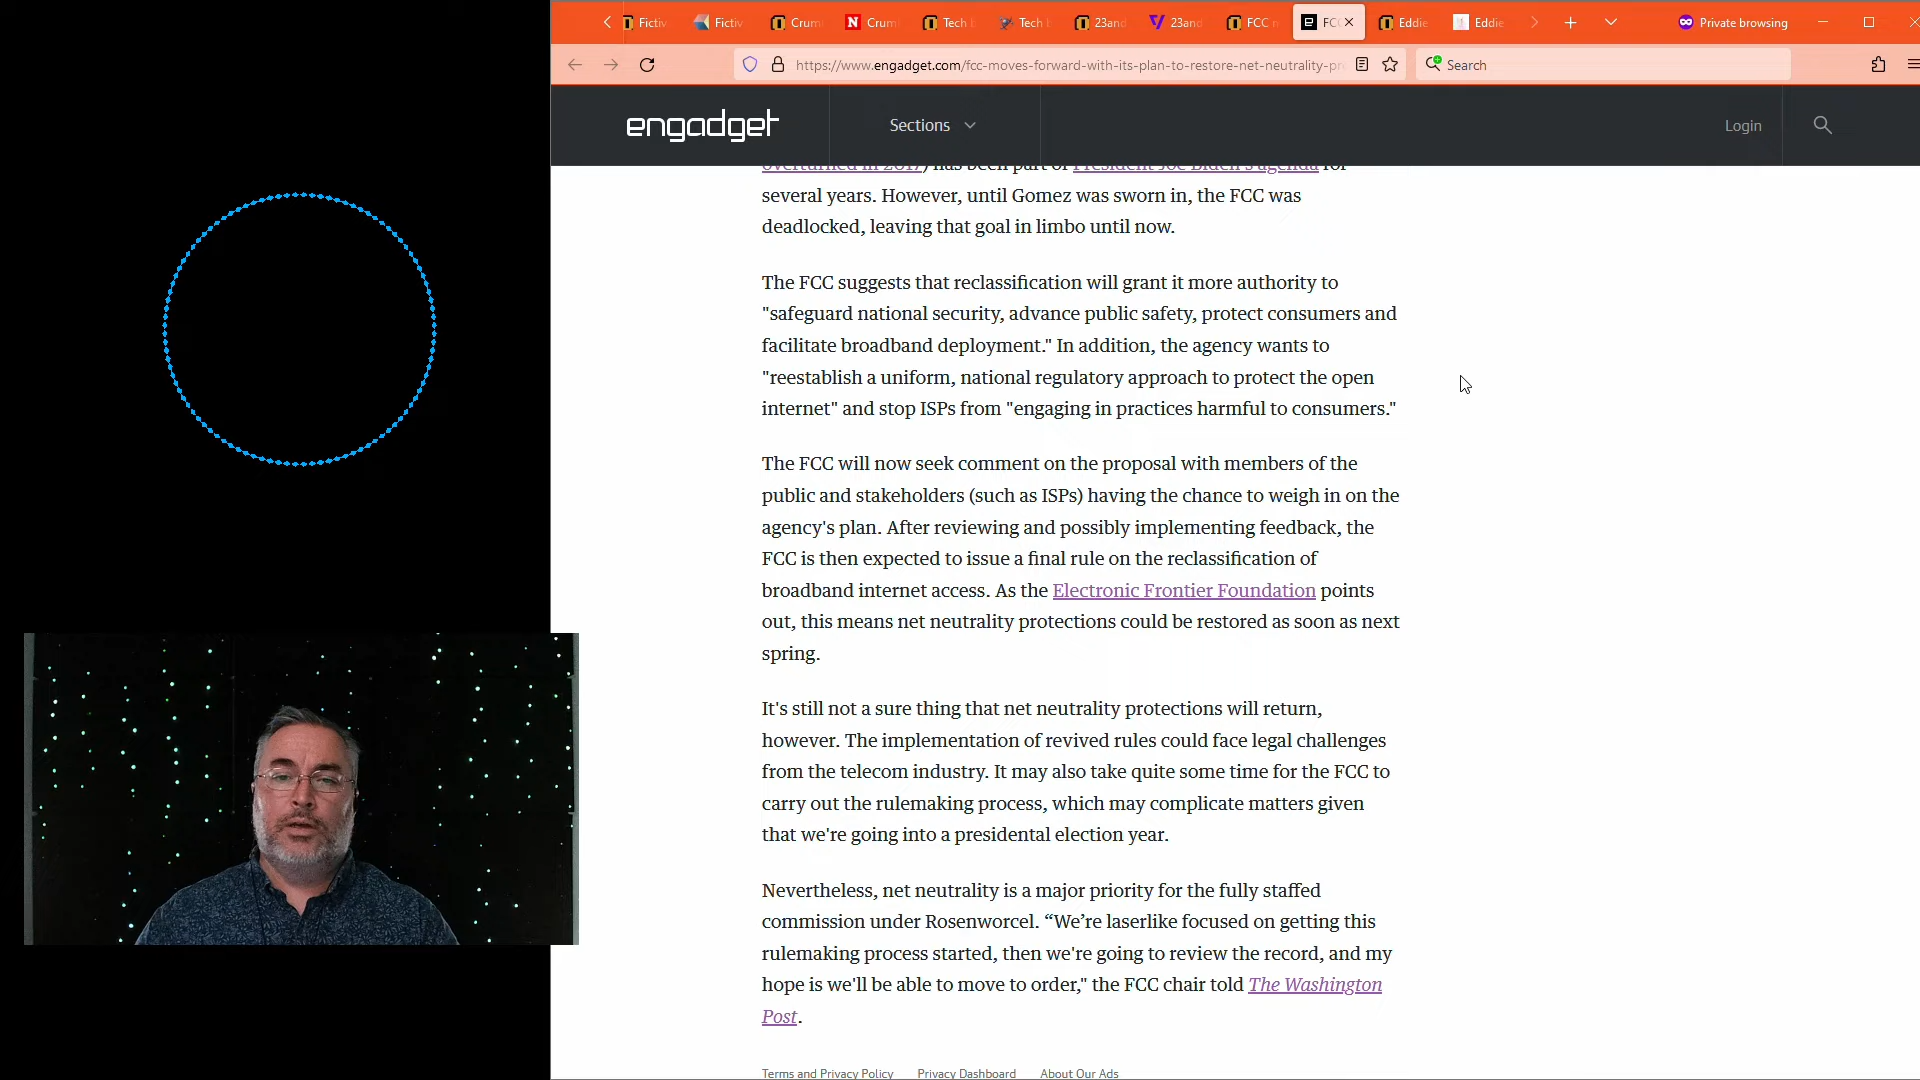 Fictiv
Fictiv
Crum
Crum
Tech
Tech
23and
23and
FCC
FC
Eddie
Eddie
Private browsing
https://www.engadget.com/fcc-moves-forward-with-its-plan-to-restore-net-neutrality-pr
Search
engadget
Sections
Login
overturned in 2017) has been part of President Joe Biden's agenda for
several years. However, until Gomez was sworn in, the FCC was
deadlocked, leaving that goal in limbo until now.
The FCC suggests that reclassification will grant it more authority to
"safeguard national security, advance public safety, protect consumers and
facilitate broadband deployment." In addition, the agency wants to
"reestablish a uniform, national regulatory approach to protect the open
internet" and stop ISPs from "engaging in practices harmful to consumers."
The FCC will now seek comment on the proposal with members of the
public and stakeholders (such as ISPs) having the chance to weigh in on the
agency's plan. After reviewing and possibly implementing feedback, the
FCC is then expected to issue a final rule on the reclassification of
broadband internet access. As the Electronic Frontier Foundation points
out, this means net neutrality protections could be restored as soon as next
spring.
It's still not a sure thing that net neutrality protections will return,
however. The implementation of revived rules could face legal challenges
from the telecom industry. It may also take quite some time for the FCC to
carry out the rulemaking process, which may complicate matters given
that we're going into a presidental election year.
Nevertheless, net neutrality is a major priority for the fully staffed
commission under Rosenworcel. “We’re laserlike focused on getting this
rulemaking process started, then we're going to review the record, and my
hope is we'll be able to move to order," the FCC chair told The Washington
Post.
Terms and Privacy Policy
Privacy Dashboard
About Our Ads